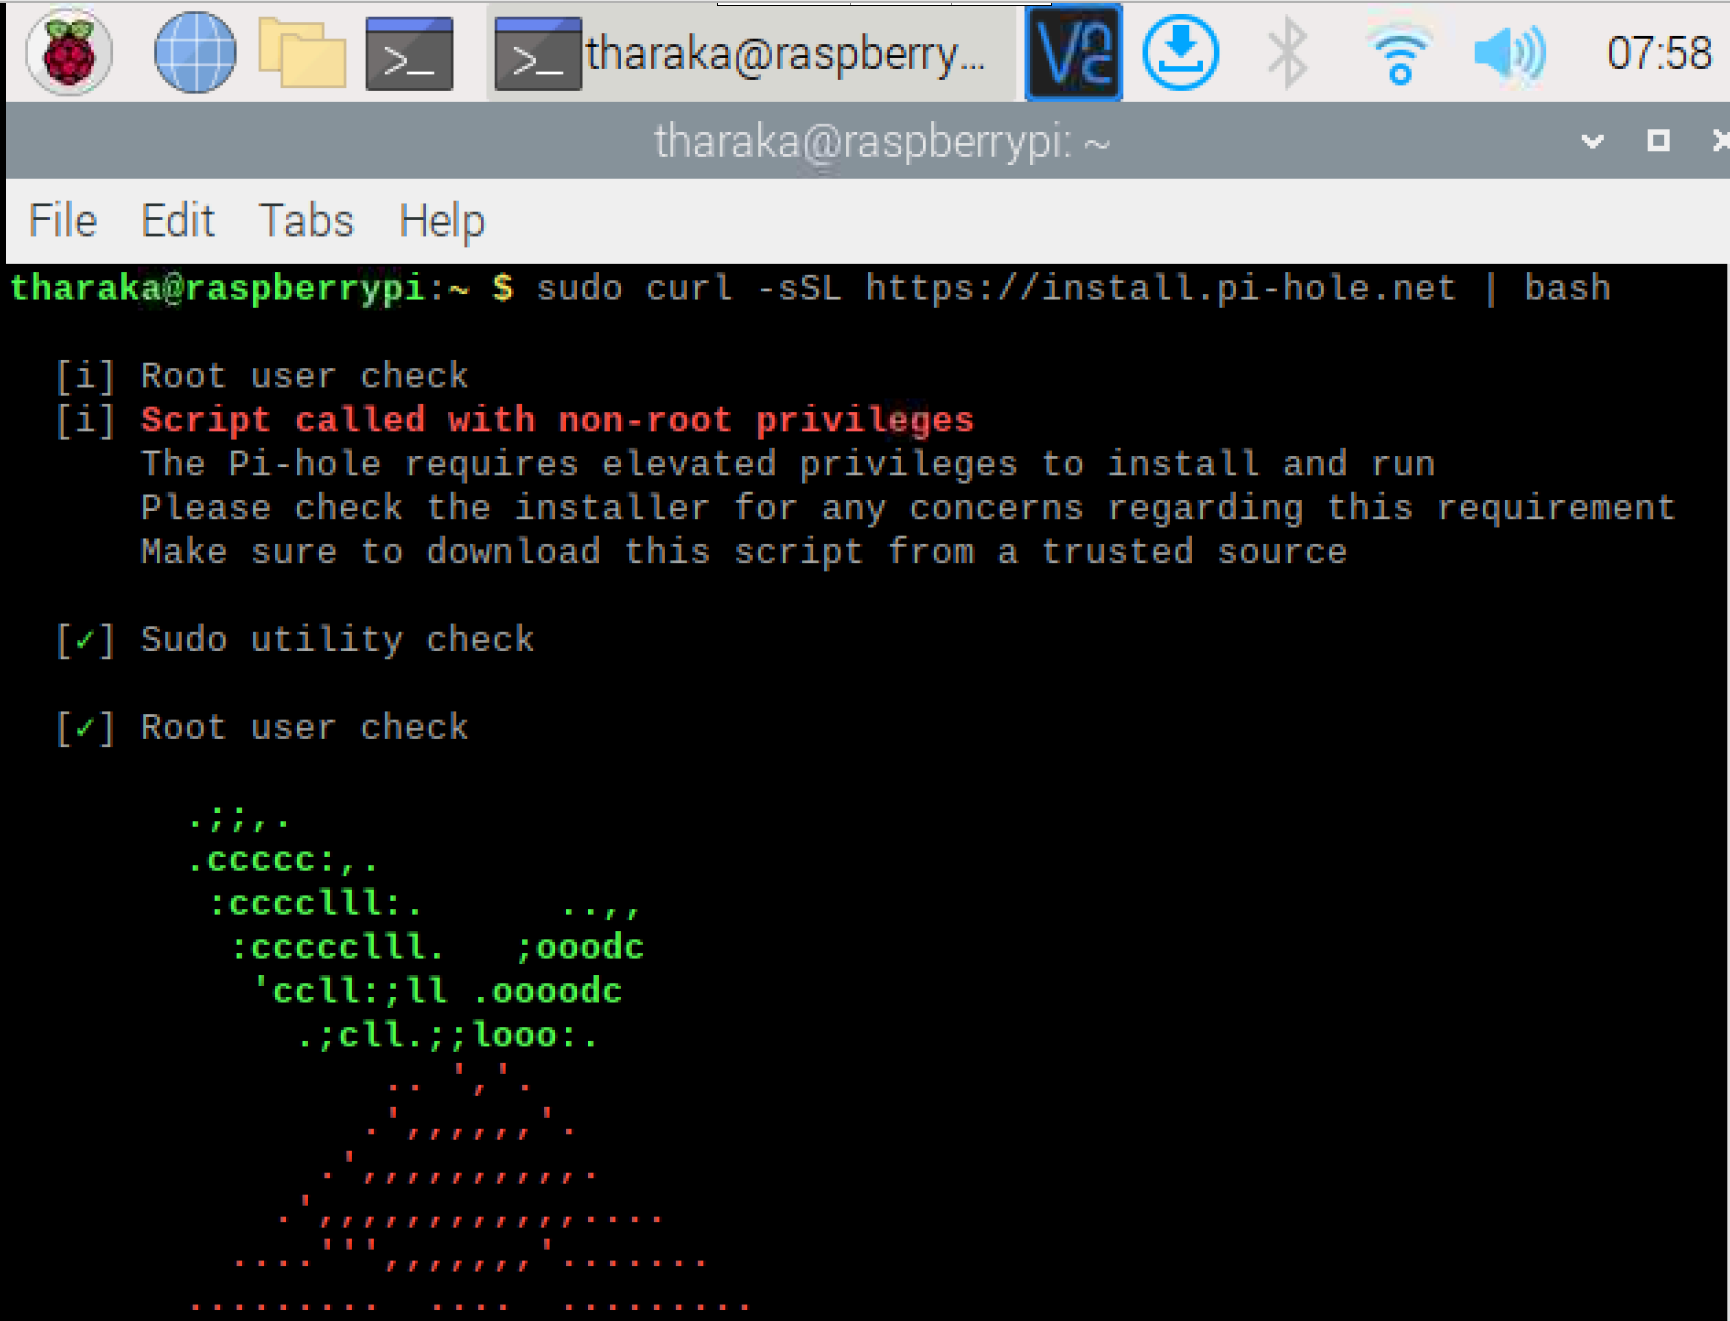 tharaka@raspberry...
07:58
tharaka@raspberrypi: ~
File Edit Tabs Help
tharaka@raspberrypi:~ $ sudo curl -sSL https://install.pi-hole.net | bash
[i] Root user check
[i] Script called with non-root privileges
The Pi-hole requires elevated privileges to install and run
Please check the installer for any concerns regarding this requirement
Make sure to download this script from a trusted source
[✓] Sudo utility check
[✓] Root user check
.;;,.
.ccccc:,.
:cccclll:.      ..,,
:ccccclll.   ;ooodc
'ccll:;ll .oooodc
.;cll.;;looo:.
.. ','.
.',,,,,,'.
.',,,,,,,,,,.
.',,,,,,,,,,,,....
....''',,,,,,,'.......
.........  ....  .........